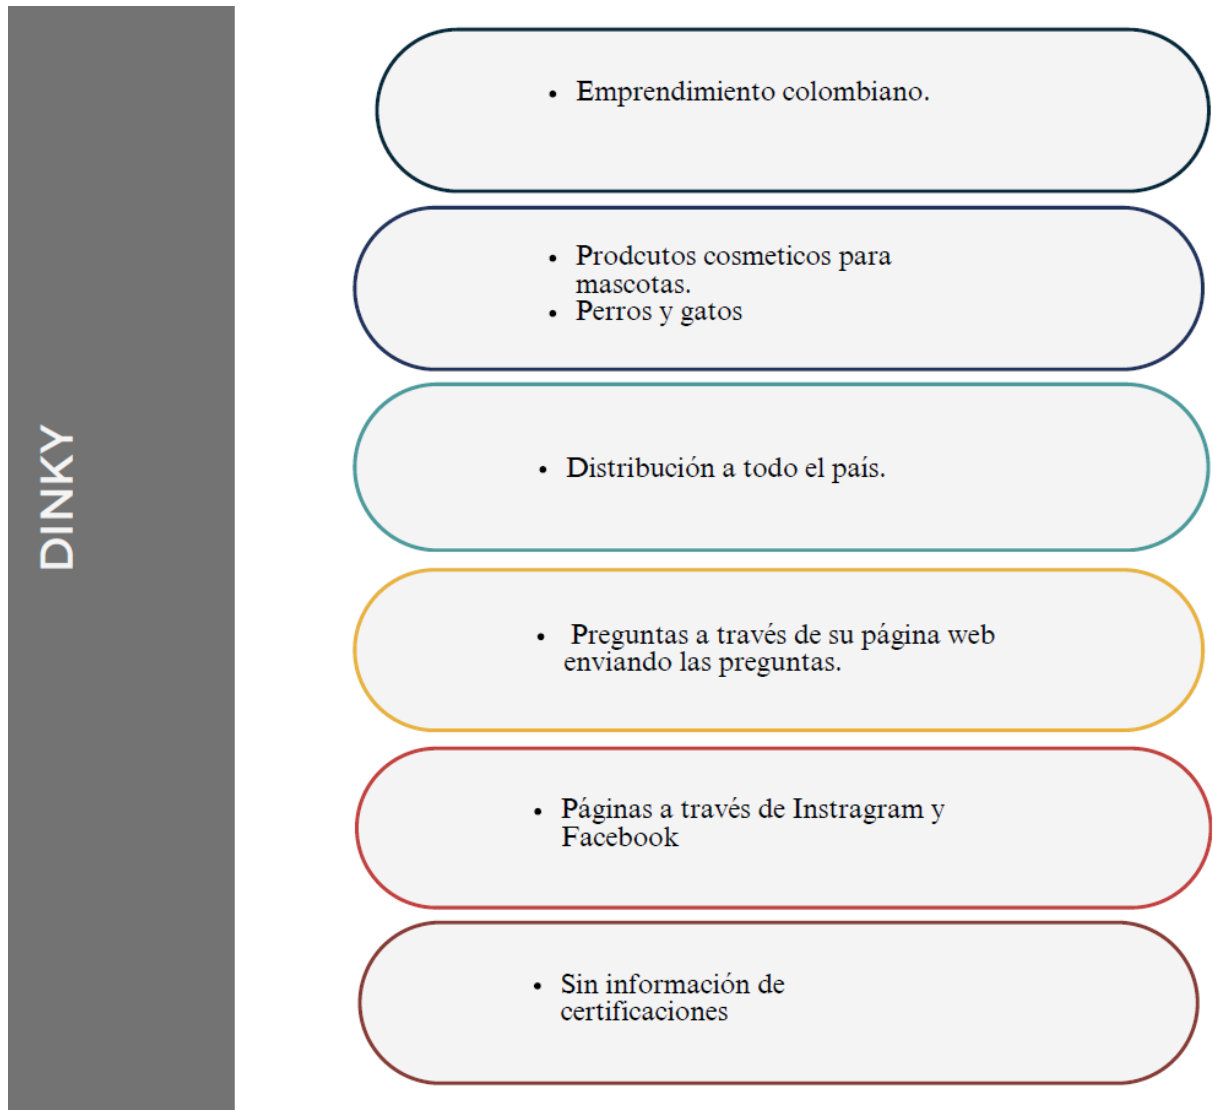 DINKY
• Emprendimiento colombiano.
• Prodcutos cosmeticos para
mascotas.
• Perros y gatos
• Distribución a todo el país.
• Preguntas a través de su página web
enviando las preguntas.
• Páginas a través de Instragram y
Facebook
• Sin información de
certificaciones